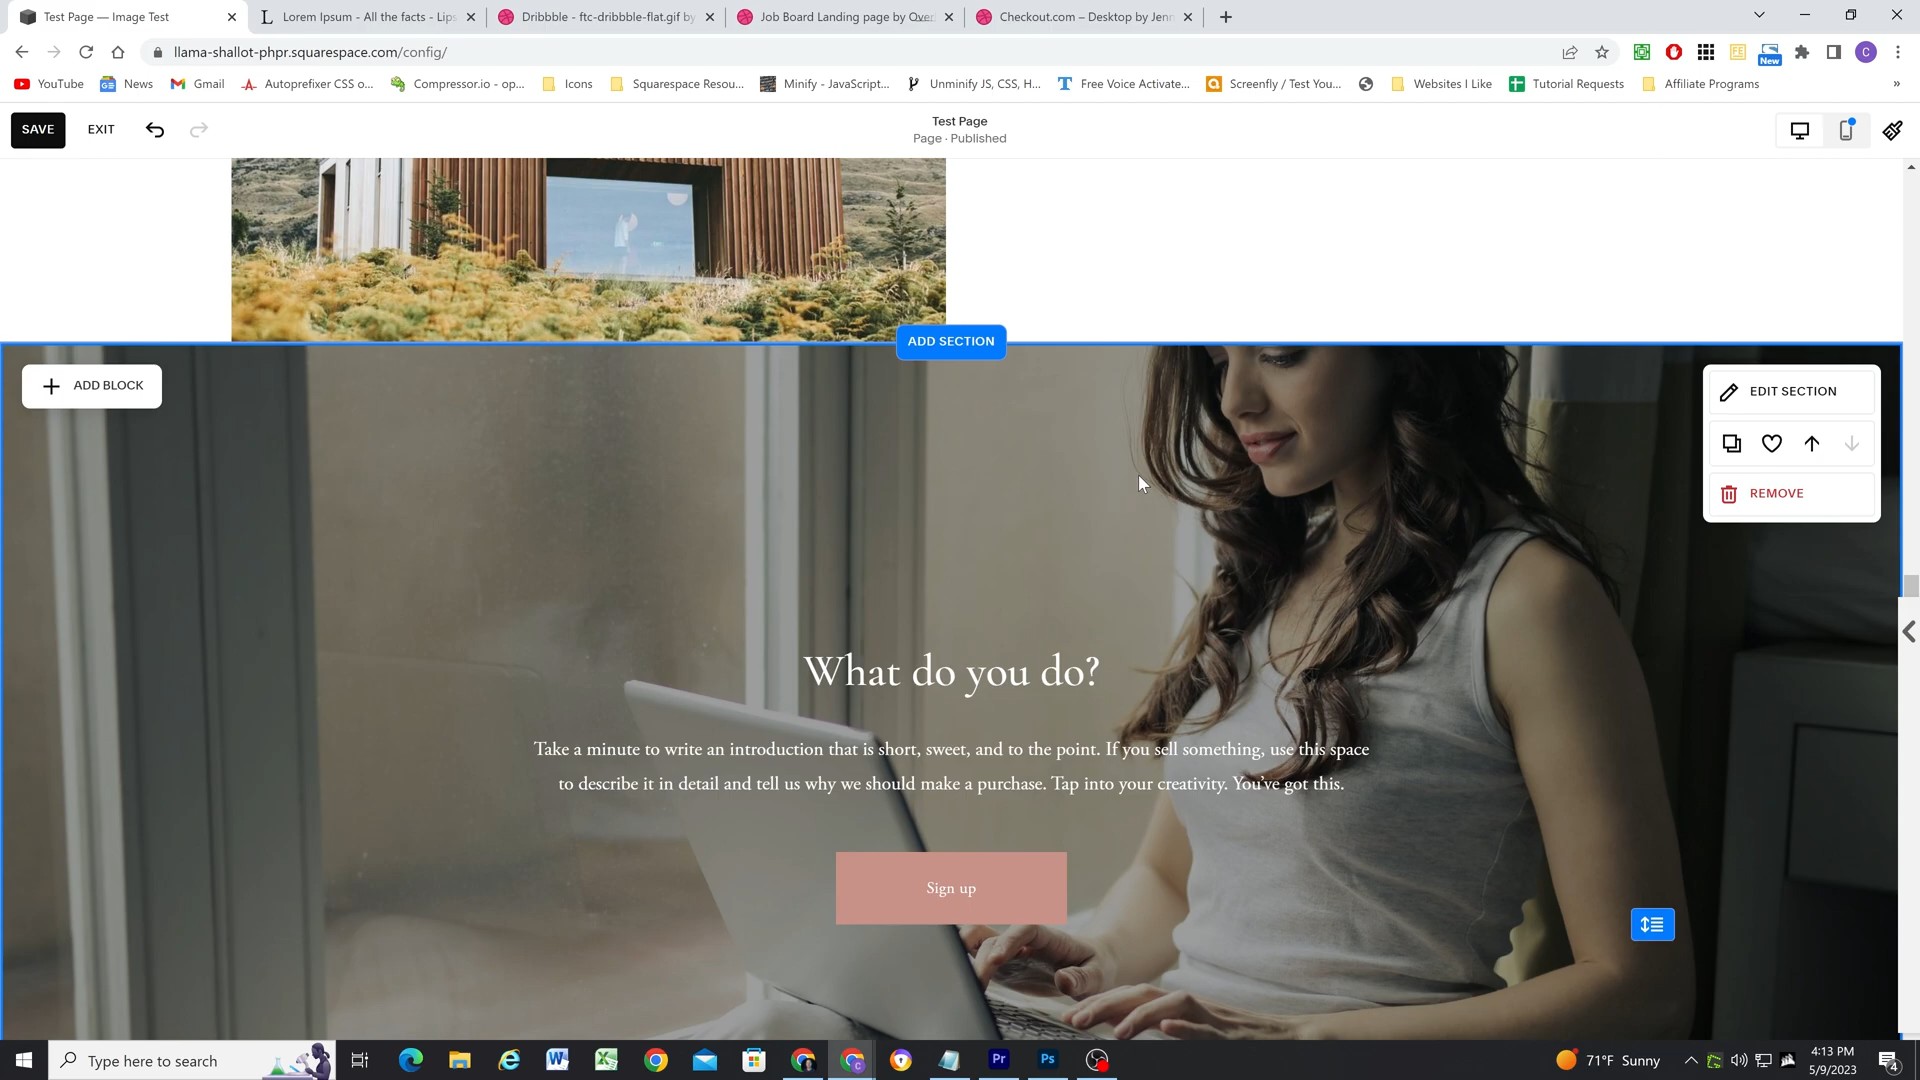 Test Page — Image Test
Lorem Ipsum - All the facts - Lips
Dribbble - ftc-dribbble-flat.gif by
Job Board Landing page by Over
Checkout.com – Desktop by Jenn
llama-shallot-phpr.squarespace.com/config/
New
C
YouTube
News
Gmail
Autoprefixer CSS o...
Compressor.io - op...
Icons
Squarespace Resou...
Minify - JavaScript...
Unminify JS, CSS, H...
Free Voice Activate...
Screenfly / Test You...
Websites I Like
Tutorial Requests
Affiliate Programs
»
SAVE
EXIT
Test Page
Page · Published
ADD SECTION
ADD BLOCK
EDIT SECTION
REMOVE
What do you do?
Take a minute to write an introduction that is short, sweet, and to the point. If you sell something, use this space
to describe it in detail and tell us why we should make a purchase. Tap into your creativity. You've got this.
Sign up
Type here to search
Pr
Ps
71°F Sunny
4:13 PM
5/9/2023
4